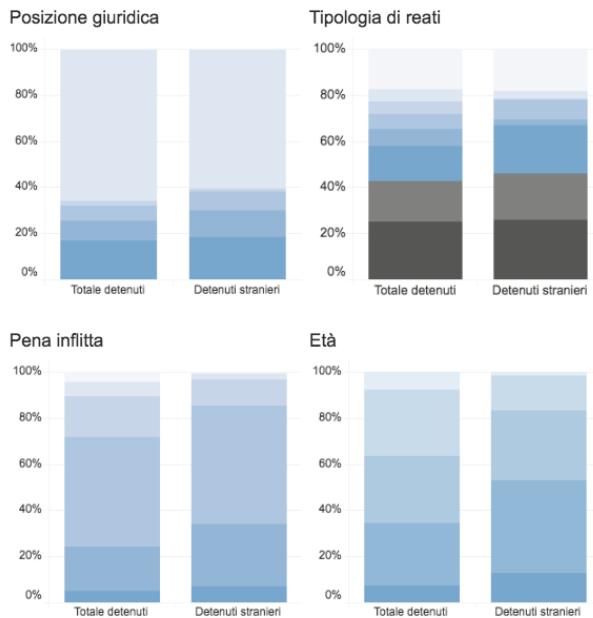 Posizione giuridica
100%
80%
60%
40%
20%
0%
Totale detenuti
Detenuti stranieri
Tipologia di reati
100%
80%
60%
40%
20%
0%
Totale detenuti
Detenuti stranieri
Pena inflitta
100%
80%
60%
40%
20%
0%
Totale detenuti
Detenuti stranieri
Età
100%
80%
60%
40%
20%
0%
Totale detenuti
Detenuti stranieri